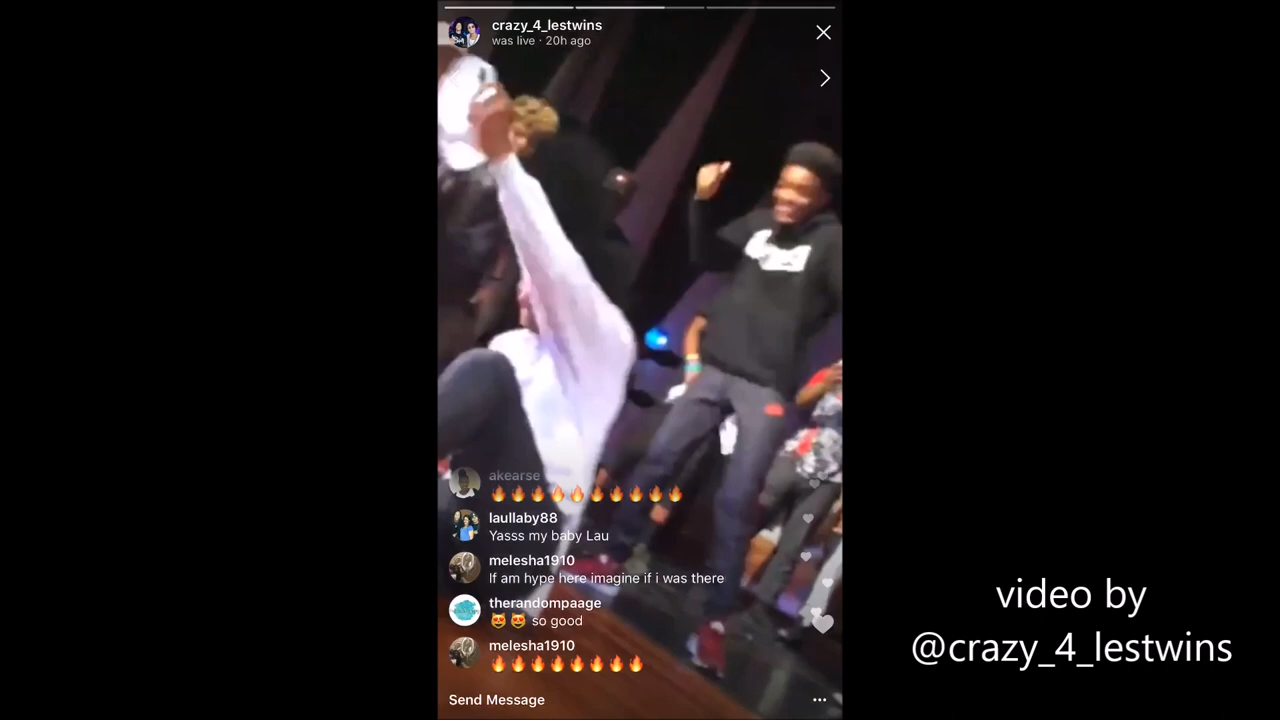 crazy_4_lestwins
was live · 20h ago
akearse
🔥🔥🔥🔥🔥🔥🔥🔥🔥🔥
laullaby88
Yasss my baby Lau
melesha1910
If am hype here imagine if i was there
therandompaage
😻😻 so good
melesha1910
🔥🔥🔥🔥🔥🔥🔥🔥
Send Message
video by
@crazy_4_lestwins